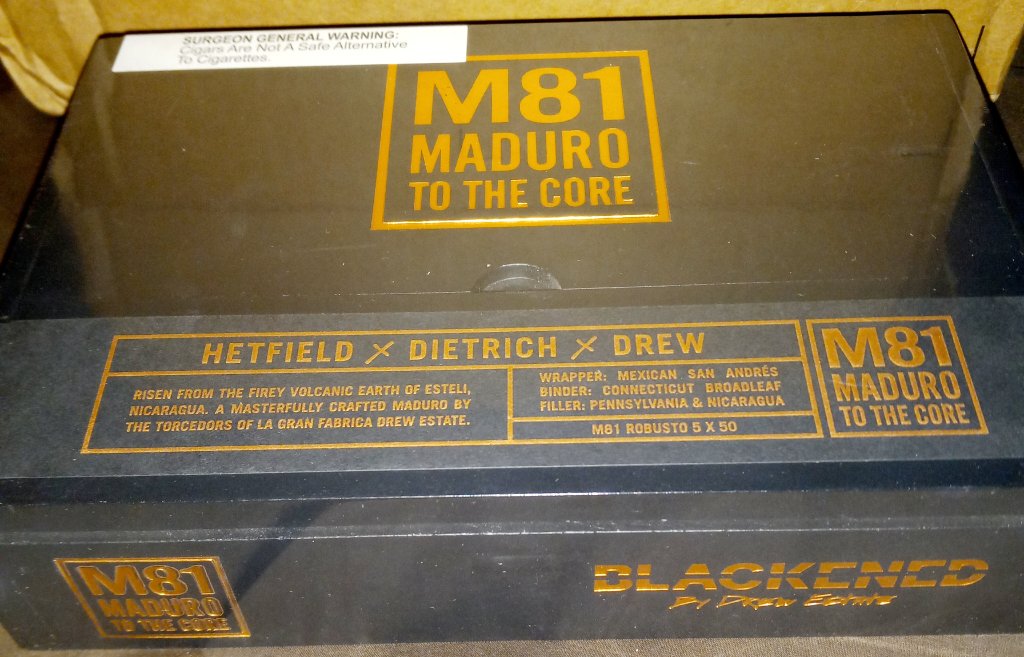 SURGEON GENERAL WARNING:
Cigars Are Not A Safe Alternative
To Cigarettes.
M81
MADURO
TO THE CORE
HETFIELD x DIETRICH x DREW
RISEN FROM THE FIREY VOLCANIC EARTH OF ESTELI,
NICARAGUA. A MASTERFULLY CRAFTED MADURO BY
THE TORCEDORS OF LA GRAN FABRICA DREW ESTATE.
WRAPPER: MEXICAN SAN ANDRÉS
BINDER: CONNECTICUT BROADLEAF
FILLER: PENNSYLVANIA & NICARAGUA
M81 ROBUSTO 5 X 50
M81
MADURO
TO THE CORE
M81
MADURO
TO THE CORE
BLACKENED
By Drew Estate